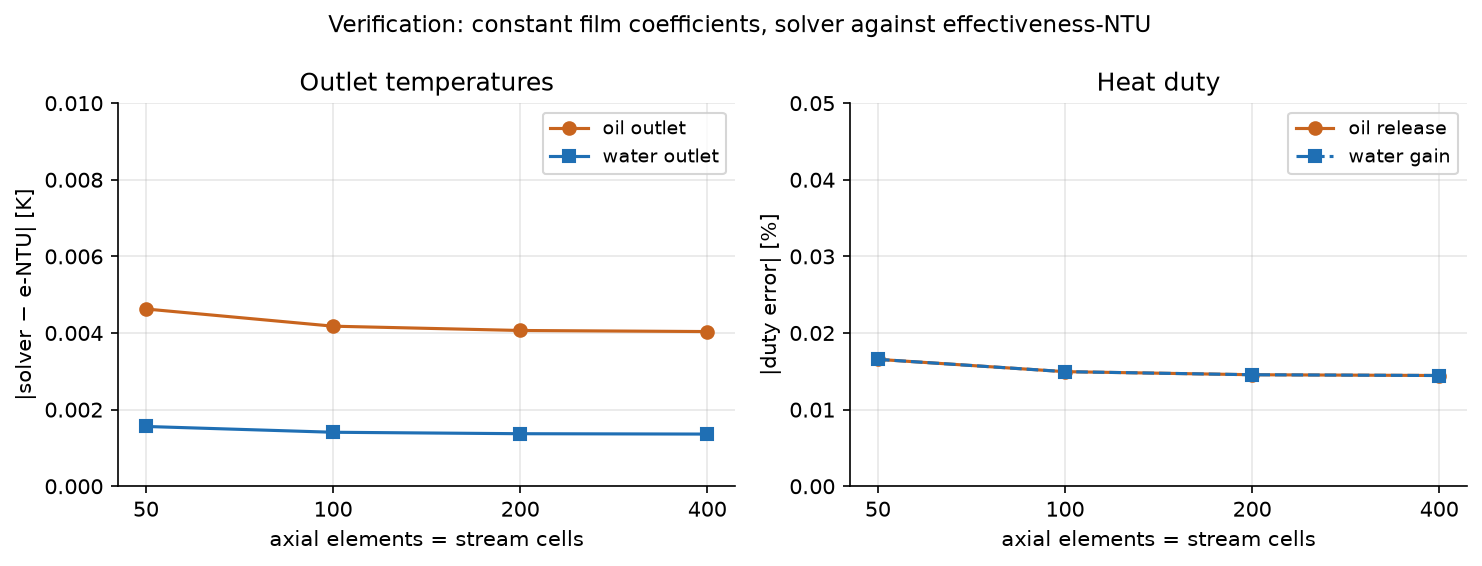 Verification: constant film coefficients, solver against effectiveness-NTU
Outlet temperatures
|solver − e-NTU| [K]
0.010
0.008
0.006
0.004
0.002
0.000
oil outlet
water outlet
50
100
200
400
axial elements = stream cells
Heat duty
|duty error| [%]
0.05
0.04
0.03
0.02
0.01
0.00
oil release
water gain
50
100
200
400
axial elements = stream cells